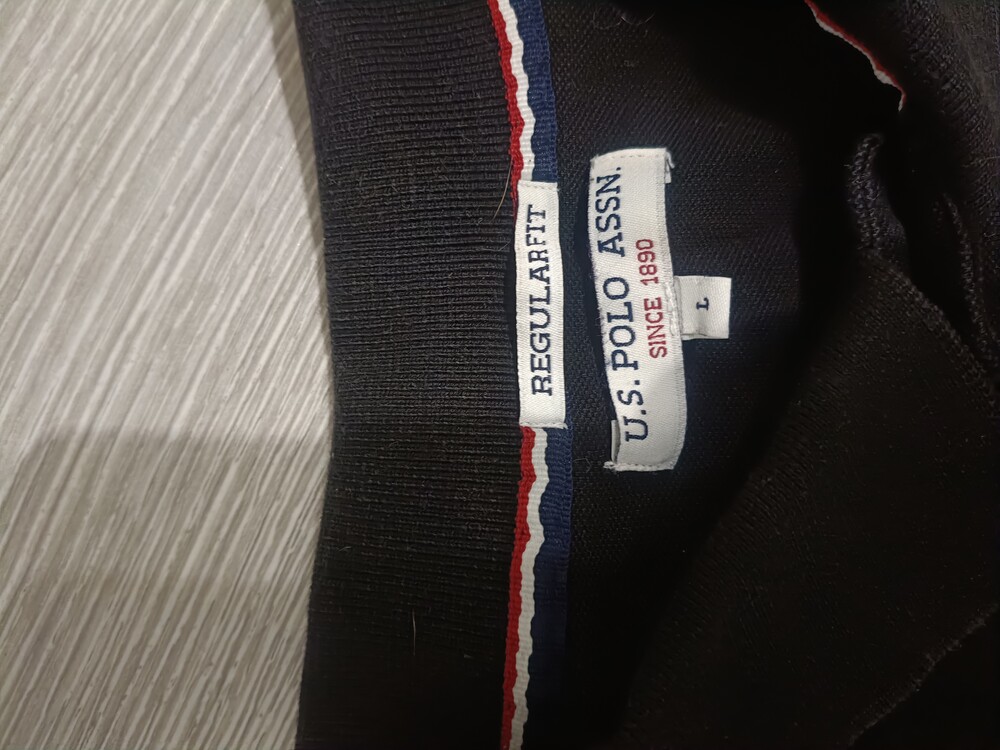 REGULARFIT
U.S. POLO ASSN.
SINCE 1890
L